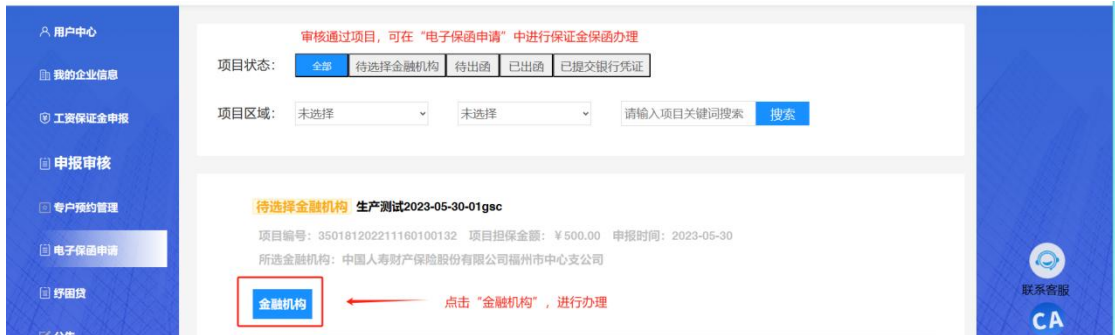 用户中心
我的企业信息
工资保证金申报
申报审核
专户预约管理
电子保函申请
纾困贷
公告
审核通过项目，可在“电子保函申请”中进行保证金保函办理
项目状态： 全部 待选择金融机构 待出函 已出函 已提交银行凭证
项目区域： 未选择 未选择 请输入项目关键词搜索 搜索
待选择金融机构 生产测试2023-05-30-01gsc
项目编号：350181202211160100132 项目担保金额：￥500.00 申报时间：2023-05-30
所选金融机构：中国人寿财产保险股份有限公司福州市中心支公司
金融机构 点击“金融机构”，进行办理
联系客服
CA